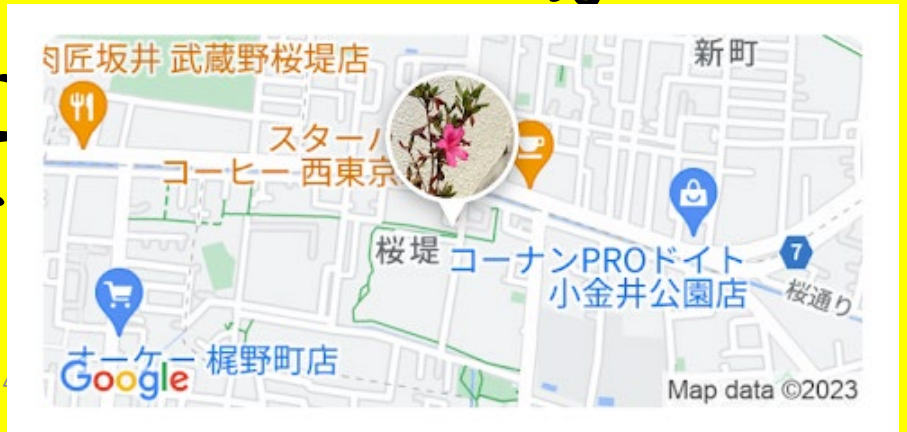 肉匠坂井 武蔵野桜堤店
新町
スターバ
コーヒー 西東京
桜堤
コーナンPROドイト
小金井公園店
7
桜通り
オーケー 梶野町店
Google
Map data ©2023